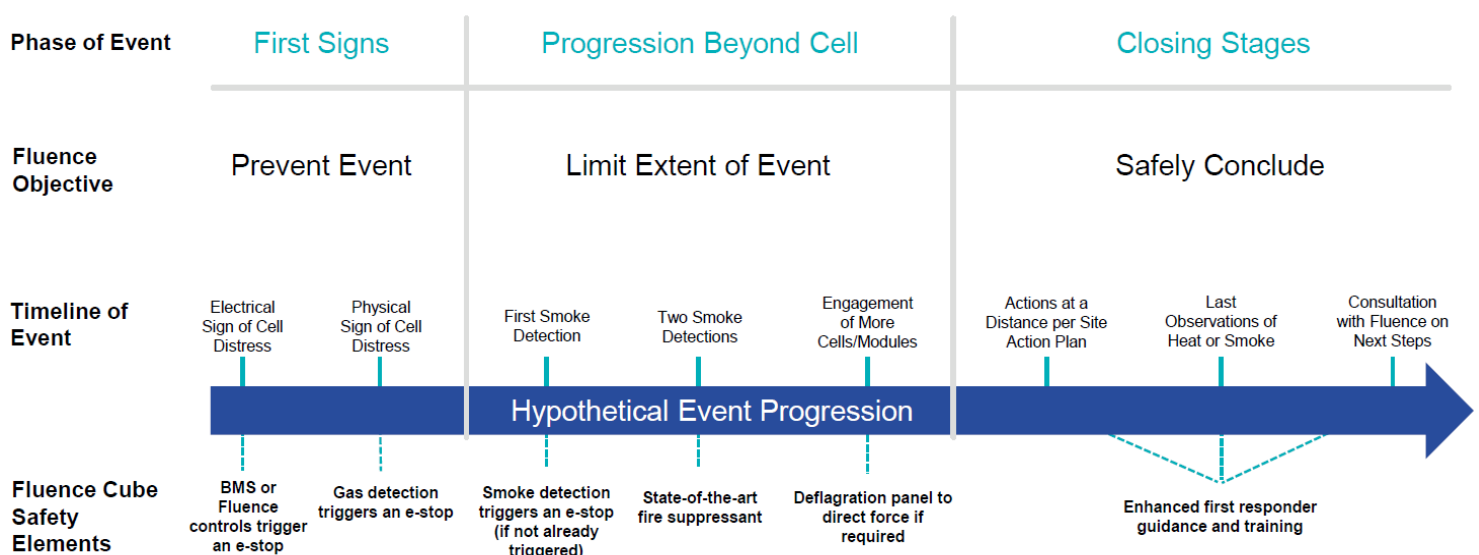 Phase of Event
First Signs
Progression Beyond Cell
Closing Stages
Fluence
Objective
Prevent Event
Limit Extent of Event
Safely Conclude
Timeline of
Event
Electrical
Sign of Cell
Distress
Physical
Sign of Cell
Distress
First Smoke
Detection
Two Smoke
Detections
Engagement
of More
Cells/Modules
Actions at a
Distance per Site
Action Plan
Last
Observations of
Heat or Smoke
Consultation
with Fluence on
Next Steps
Hypothetical Event Progression
Fluence Cube
Safety
Elements
BMS or
Fluence
controls trigger
an e-stop
Gas detection
triggers an e-stop
Smoke detection
triggers an e-stop
(if not already
triggered)
State-of-the-art
fire suppressant
Deflagration panel to
direct force if
required
Enhanced first responder
guidance and training